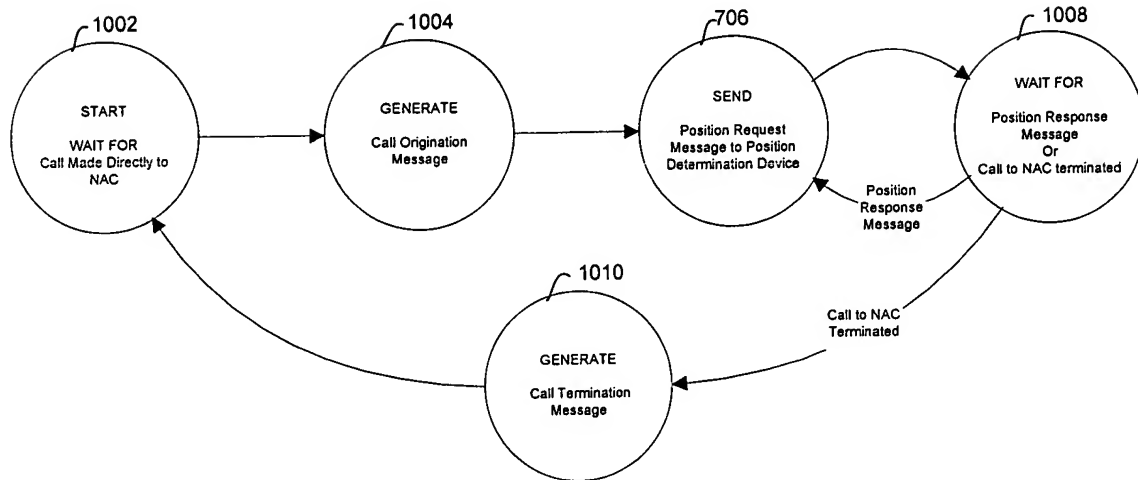 1002
START
WAIT FOR
Call Made Directly to
NAC
1004
GENERATE
Call Origination
Message
706
SEND
Position Request
Message to Position
Determination Device
1008
WAIT FOR
Position Response
Message
Or
Call to NAC terminated
Position
Response
Message
Call to NAC
Terminated
1010
GENERATE
Call Termination
Message